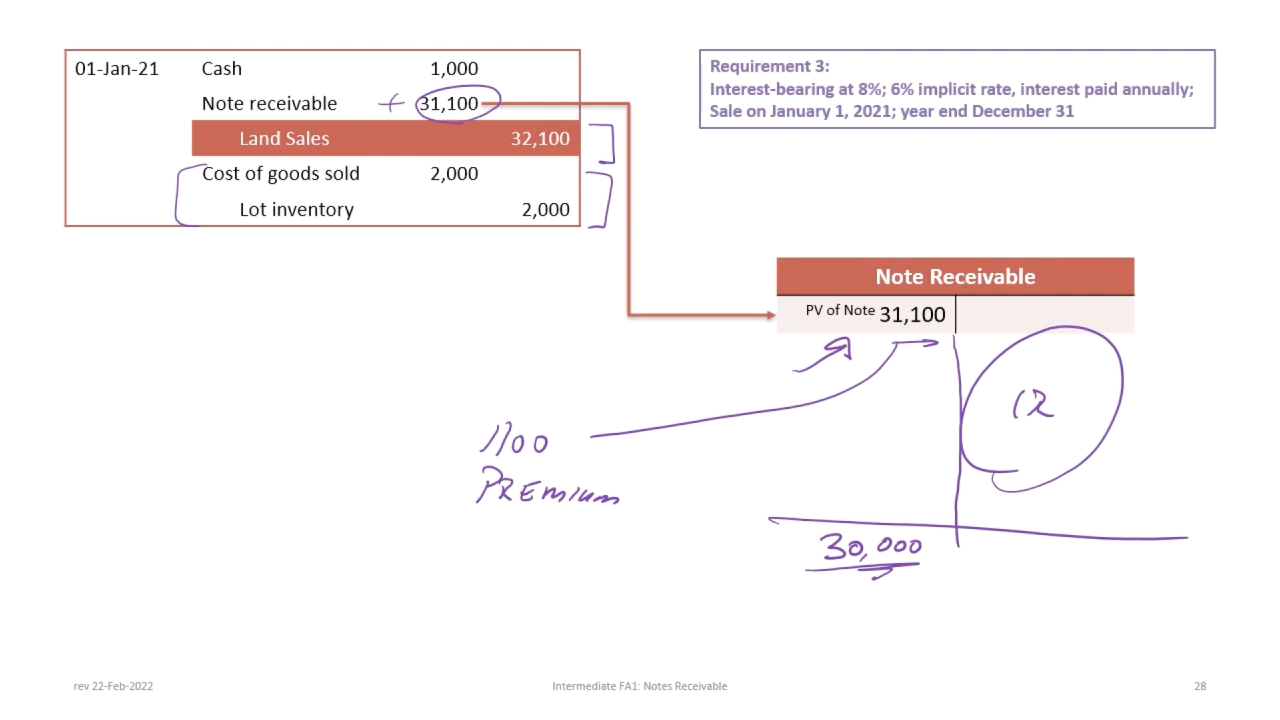 01-Jan-21 Cash 1,000
Note receivable + 31,100
Land Sales 32,100
Cost of goods sold 2,000
Lot inventory 2,000
Requirement 3:
Interest-bearing at 8%; 6% implicit rate, interest paid annually;
Sale on January 1, 2021; year end December 31
Note Receivable
PV of Note 31,100
1100
PREMIUM
30,000
rev 22-Feb-2022
Intermediate FA1: Notes Receivable
28